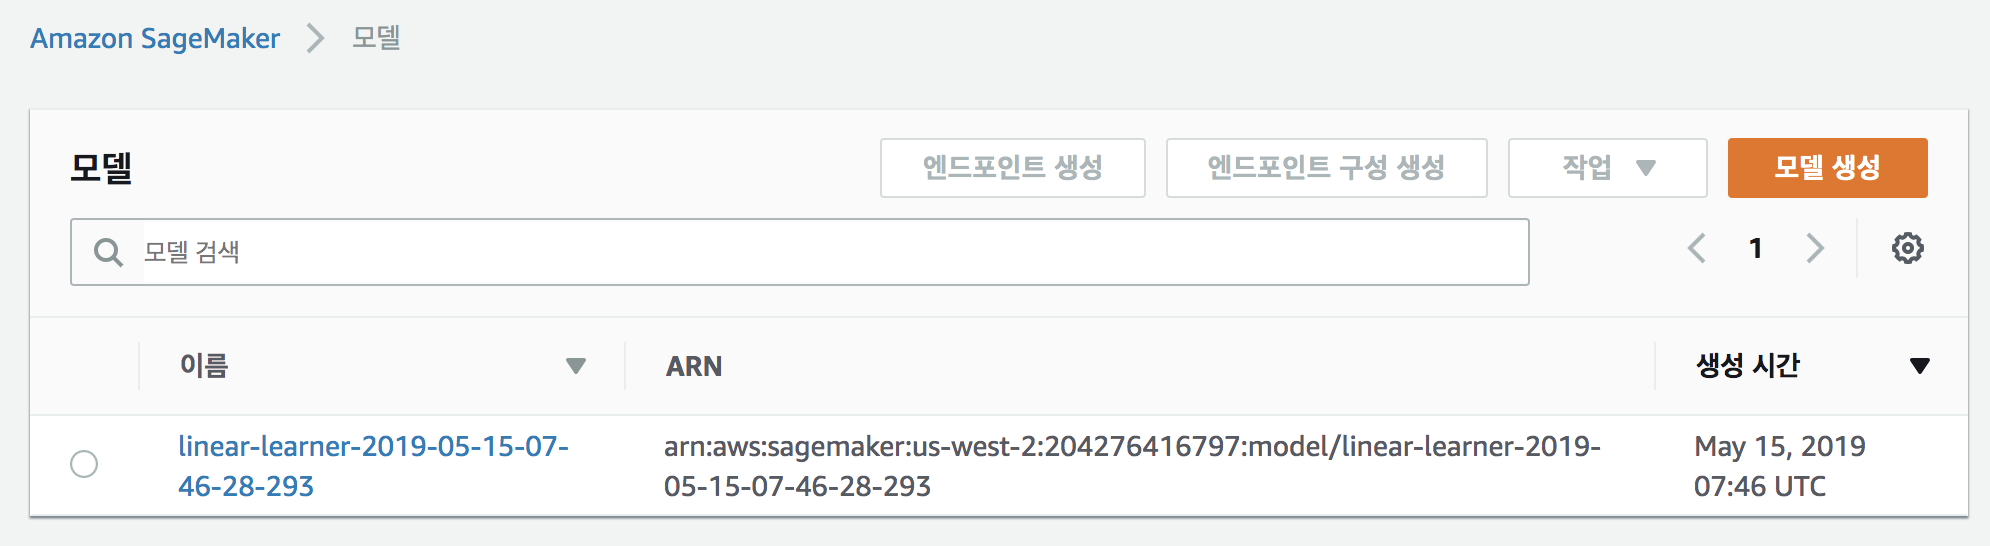 Amazon SageMaker 모델
모델
엔드포인트 생성
엔드포인트 구성 생성
작업
모델 생성
모델 검색
1
이름 ARN 생성 시간
linear-learner-2019-05-15-07-
46-28-293
arn:aws:sagemaker:us-west-2:204276416797:model/linear-learner-2019-
05-15-07-46-28-293
May 15, 2019
07:46 UTC